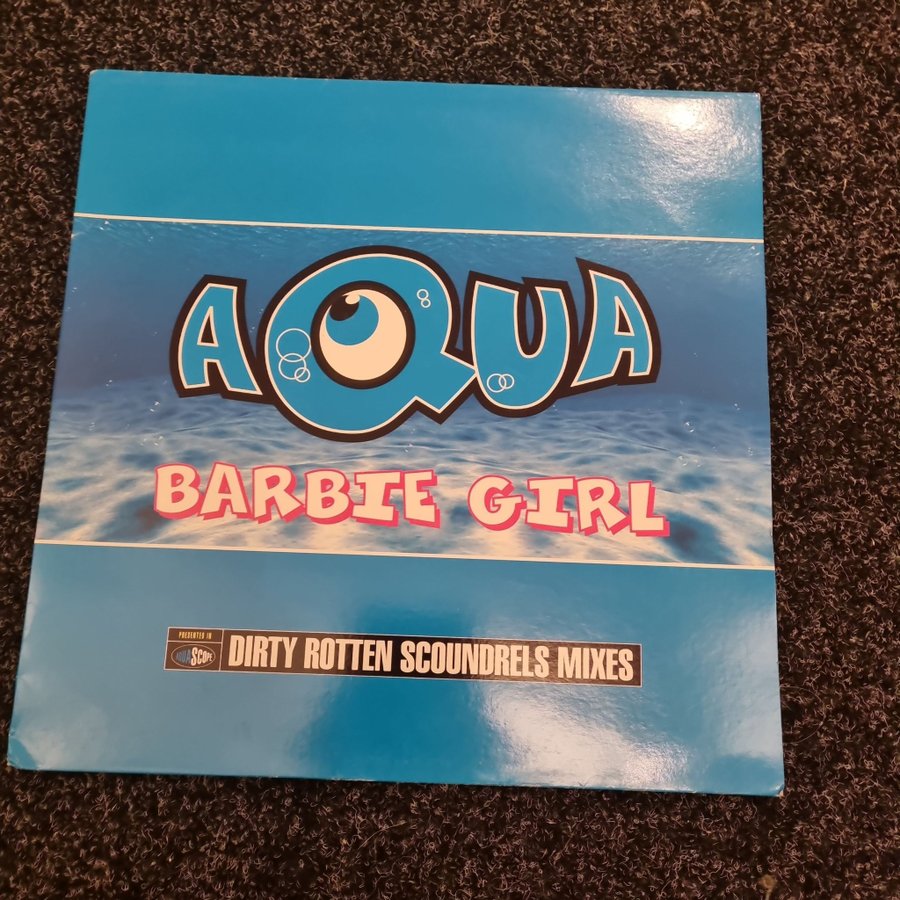 AQUA
BARBIE GIRL
PRESENTED IN
AQUASCOPE
DIRTY ROTTEN SCOUNDRELS MIXES